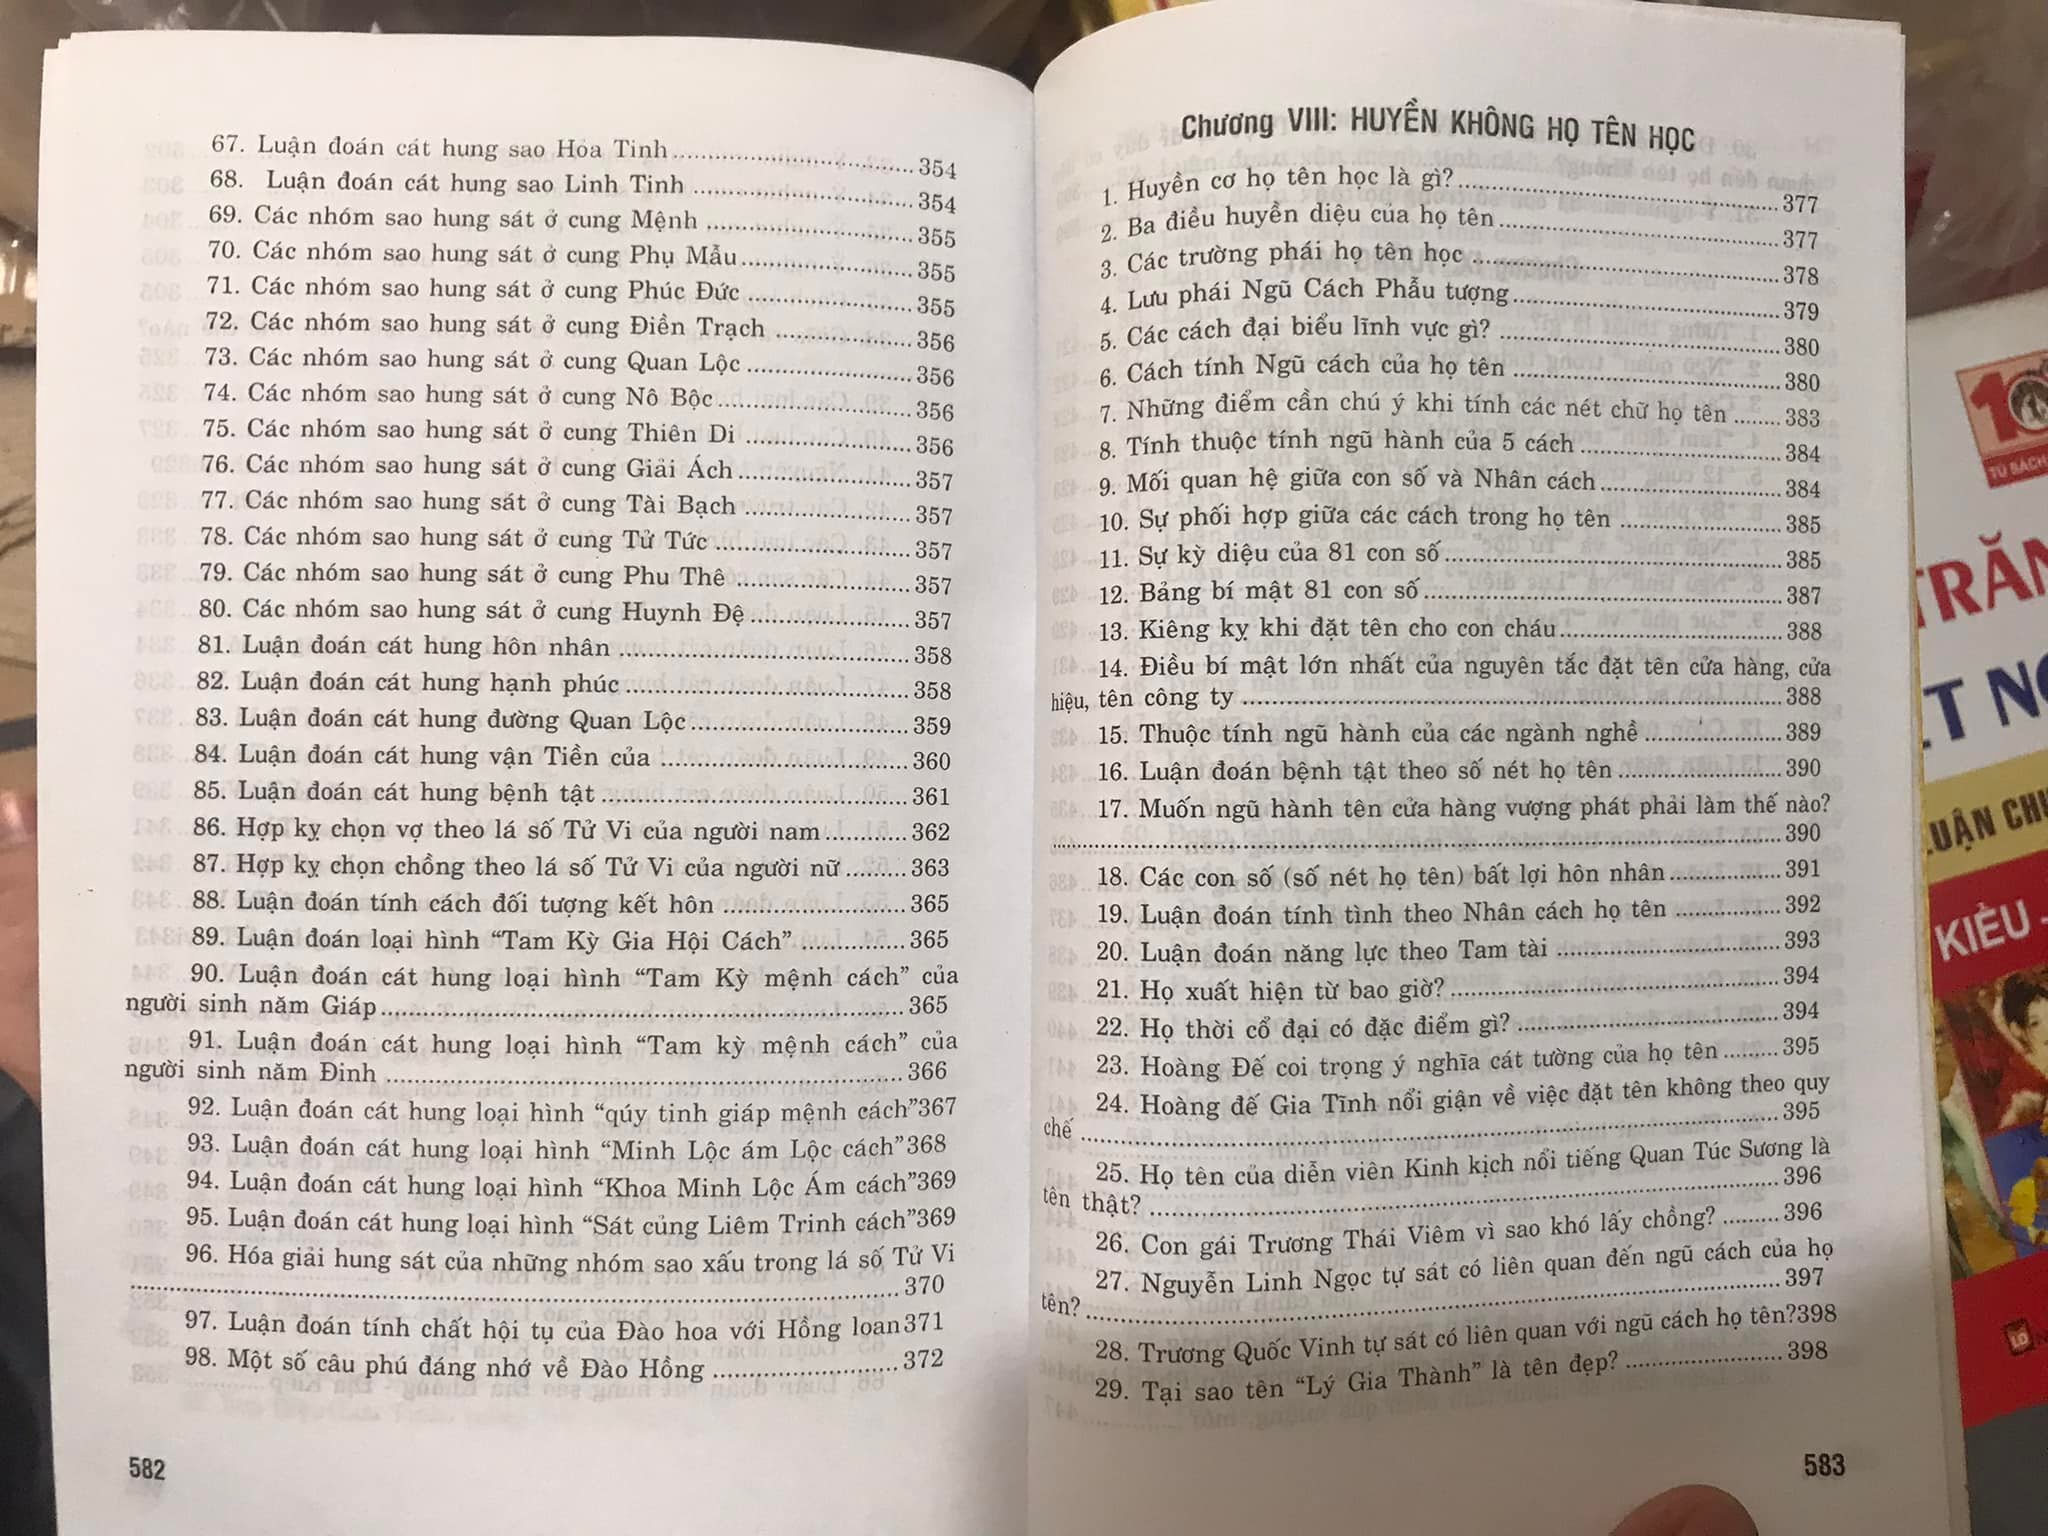 67. Luận đoán cát hung sao Hỏa Tinh.....354
68. Luận đoán cát hung sao Linh Tinh.....354
69. Các nhóm sao hung sát ở cung Mệnh.....355
70. Các nhóm sao hung sát ở cung Phụ Mẫu.....355
71. Các nhóm sao hung sát ở cung Phúc Đức.....355
72. Các nhóm sao hung sát ở cung Điền Trạch.....356
73. Các nhóm sao hung sát ở cung Quan Lộc.....356
74. Các nhóm sao hung sát ở cung Nô Bộc.....356
75. Các nhóm sao hung sát ở cung Thiên Di.....356
76. Các nhóm sao hung sát ở cung Giải Ách.....357
77. Các nhóm sao hung sát ở cung Tài Bạch.....357
78. Các nhóm sao hung sát ở cung Tử Tức.....357
79. Các nhóm sao hung sát ở cung Phu Thê.....357
80. Các nhóm sao hung sát ở cung Huynh Đệ.....357
81. Luận đoán cát hung hôn nhân.....358
82. Luận đoán cát hung hạnh phúc.....358
83. Luận đoán cát hung đường Quan Lộc.....359
84. Luận đoán cát hung vận Tiền của.....360
85. Luận đoán cát hung bệnh tật.....361
86. Hợp kỵ chọn vợ theo lá số Tử Vi của người nam.....362
87. Hợp kỵ chọn chồng theo lá số Tử Vi của người nữ.....363
88. Luận đoán tính cách đối tượng kết hôn.....365
89. Luận đoán loại hình “Tam Kỳ Gia Hội Cách”.....365
90. Luận đoán cát hung loại hình “Tam Kỳ mệnh cách” của
người sinh năm Giáp.....365
91. Luận đoán cát hung loại hình “Tam kỳ mệnh cách” của
người sinh năm Đinh.....366
92. Luận đoán cát hung loại hình “qúy tinh giáp mệnh cách”367
93. Luận đoán cát hung loại hình “Minh Lộc ám Lộc cách”368
94. Luận đoán cát hung loại hình “Khoa Minh Lộc Ám cách”369
95. Luận đoán cát hung loại hình “Sát củng Liêm Trinh cách”369
96. Hóa giải hung sát của những nhóm sao xấu trong lá số Tử Vi
.....370
97. Luận đoán tính chất hội tụ của Đào hoa với Hồng loan371
98. Một số câu phú đáng nhớ về Đào Hồng.....372
582
Chương VIII: HUYỀN KHÔNG HỌ TÊN HỌC
1. Huyền cơ họ tên học là gì?.....377
2. Ba điều huyền diệu của họ tên.....377
3. Các trường phái họ tên học.....378
4. Lưu phái Ngũ Cách Phẫu tượng.....379
5. Các cách đại biểu lĩnh vực gì?.....380
6. Cách tính Ngũ cách của họ tên.....380
7. Những điểm cần chú ý khi tính các nét chữ họ tên.....383
8. Tính thuộc tính ngũ hành của 5 cách.....384
9. Mối quan hệ giữa con số và Nhân cách.....384
10. Sự phối hợp giữa các cách trong họ tên.....385
11. Sự kỳ diệu của 81 con số.....385
12. Bảng bí mật 81 con số.....387
13. Kiêng kỵ khi đặt tên cho con cháu.....388
14. Điều bí mật lớn nhất của nguyên tắc đặt tên cửa hàng, cửa
hiệu, tên công ty.....388
15. Thuộc tính ngũ hành của các ngành nghề.....389
16. Luận đoán bệnh tật theo số nét họ tên.....390
17. Muốn ngũ hành tên cửa hàng vượng phát phải làm thế nào?
.....390
18. Các con số (số nét họ tên) bất lợi hôn nhân.....391
19. Luận đoán tính tình theo Nhân cách họ tên.....392
20. Luận đoán năng lực theo Tam tài.....393
21. Họ xuất hiện từ bao giờ?.....394
22. Họ thời cổ đại có đặc điểm gì?.....394
23. Hoàng Đế coi trọng ý nghĩa cát tường của họ tên.....395
24. Hoàng đế Gia Tĩnh nổi giận về việc đặt tên không theo quy
chế.....395
25. Họ tên của diễn viên Kinh kịch nổi tiếng Quan Túc Sương là
tên thật?.....396
26. Con gái Trương Thái Viêm vì sao khó lấy chồng?.....396
27. Nguyễn Linh Ngọc tự sát có liên quan đến ngũ cách của họ
tên?.....397
28. Trương Quốc Vinh tự sát có liên quan với ngũ cách họ tên?398
29. Tại sao tên “Lý Gia Thành” là tên đẹp?.....398
583
TỦ SÁCH
TRĂN
LUẬN CHU
KIỀU